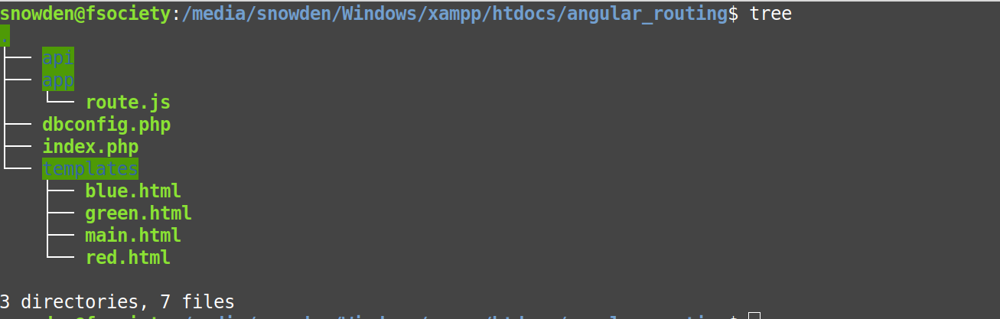 snowden@fsociety:/media/snowden/Windows/xampp/htdocs/angular_routing$ tree
.
├── api
├── app
│   └── route.js
├── dbconfig.php
├── index.php
└── templates
    ├── blue.html
    ├── green.html
    ├── main.html
    └── red.html
3 directories, 7 files